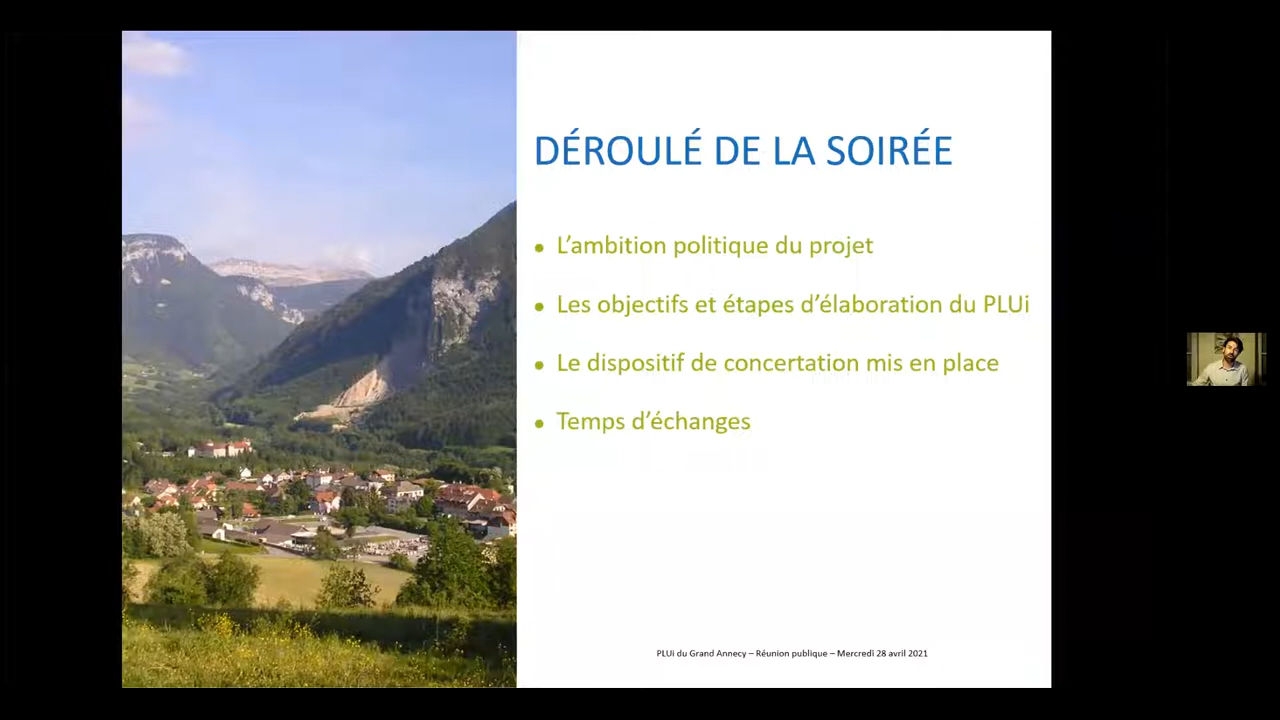 DÉROULÉ DE LA SOIRÉE
• L’ambition politique du projet
• Les objectifs et étapes d’élaboration du PLUi
• Le dispositif de concertation mis en place
• Temps d’échanges
PLUi du Grand Annecy – Réunion publique – Mercredi 28 avril 2021